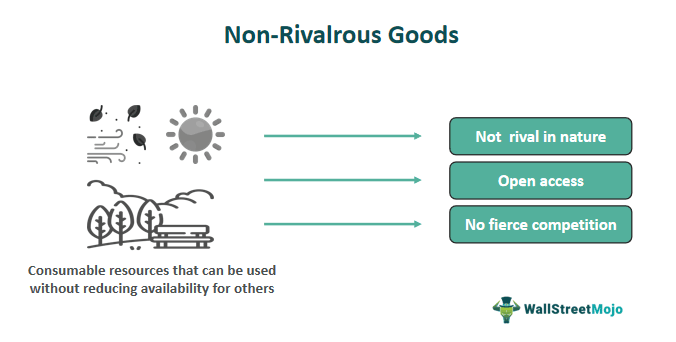 Non-Rivalrous Goods
Not rival in nature
Open access
No fierce competition
Consumable resources that can be used
without reducing availability for others
WallStreetMojo